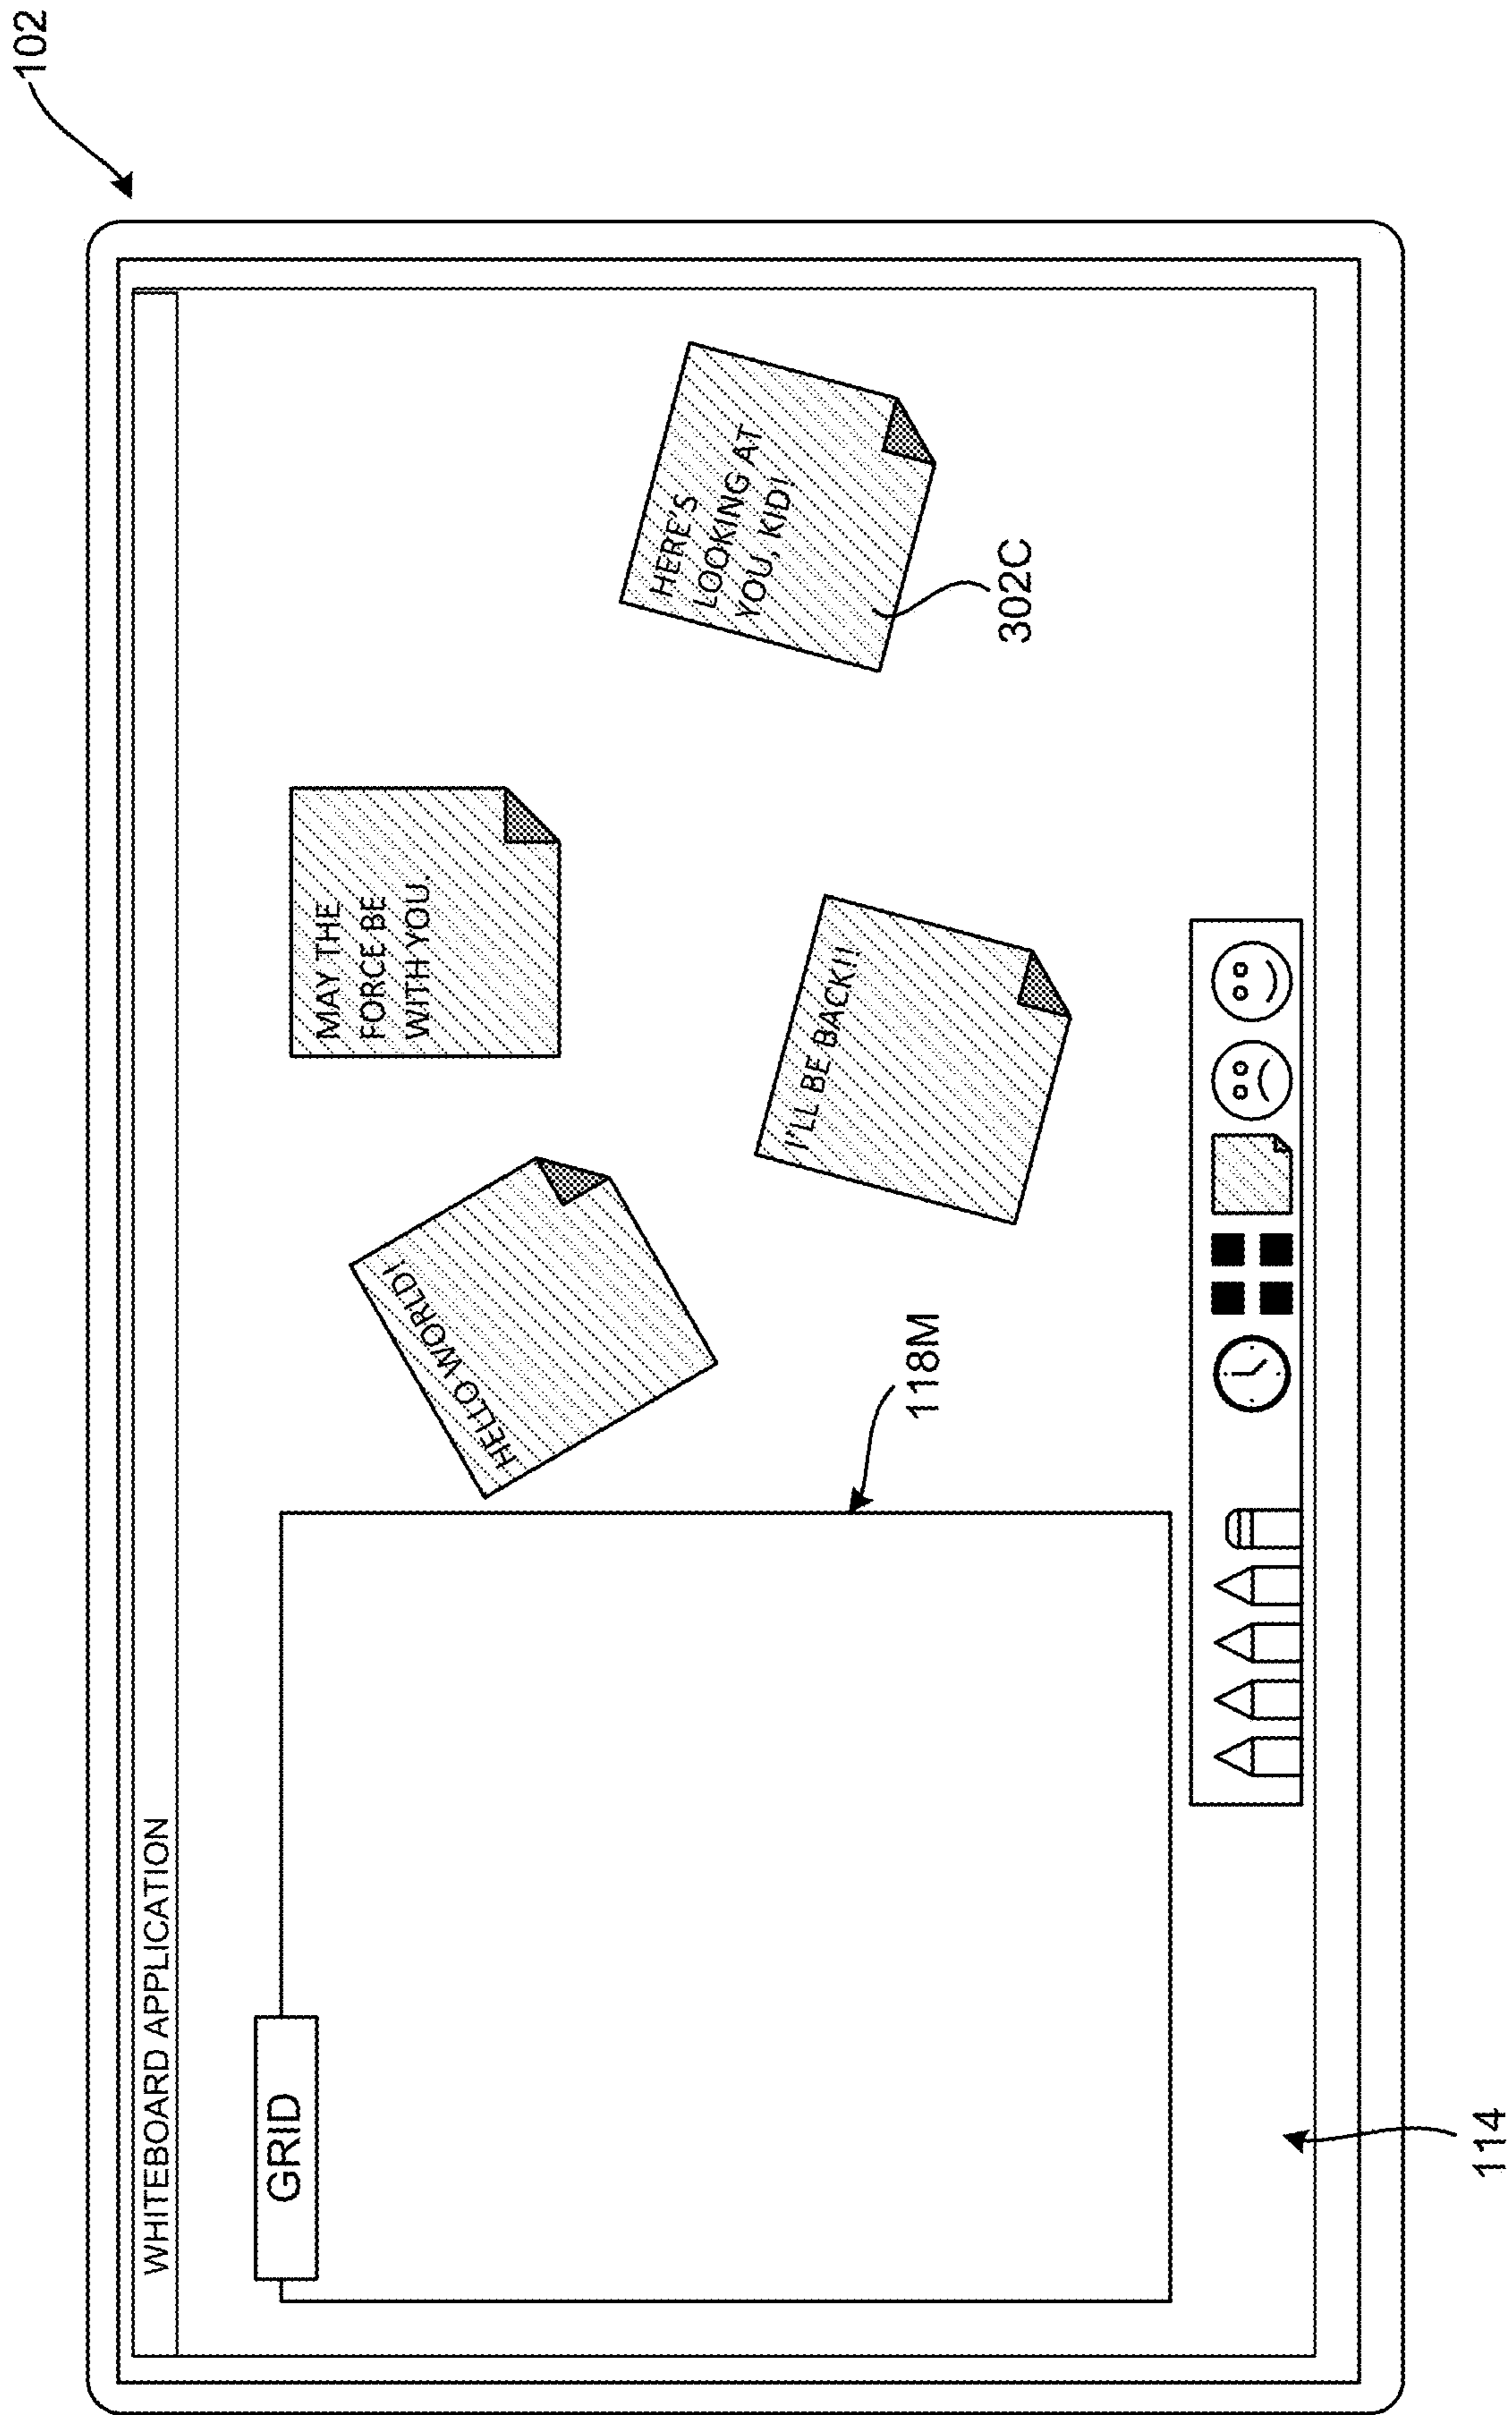 102
WHITEBOARD APPLICATION
GRID
HELLO WORLD!
MAY THE
FORCE BE
WITH YOU.
HERE'S
LOOKING AT
YOU, KID!
302C
I'LL BE BACK!!
118M
114